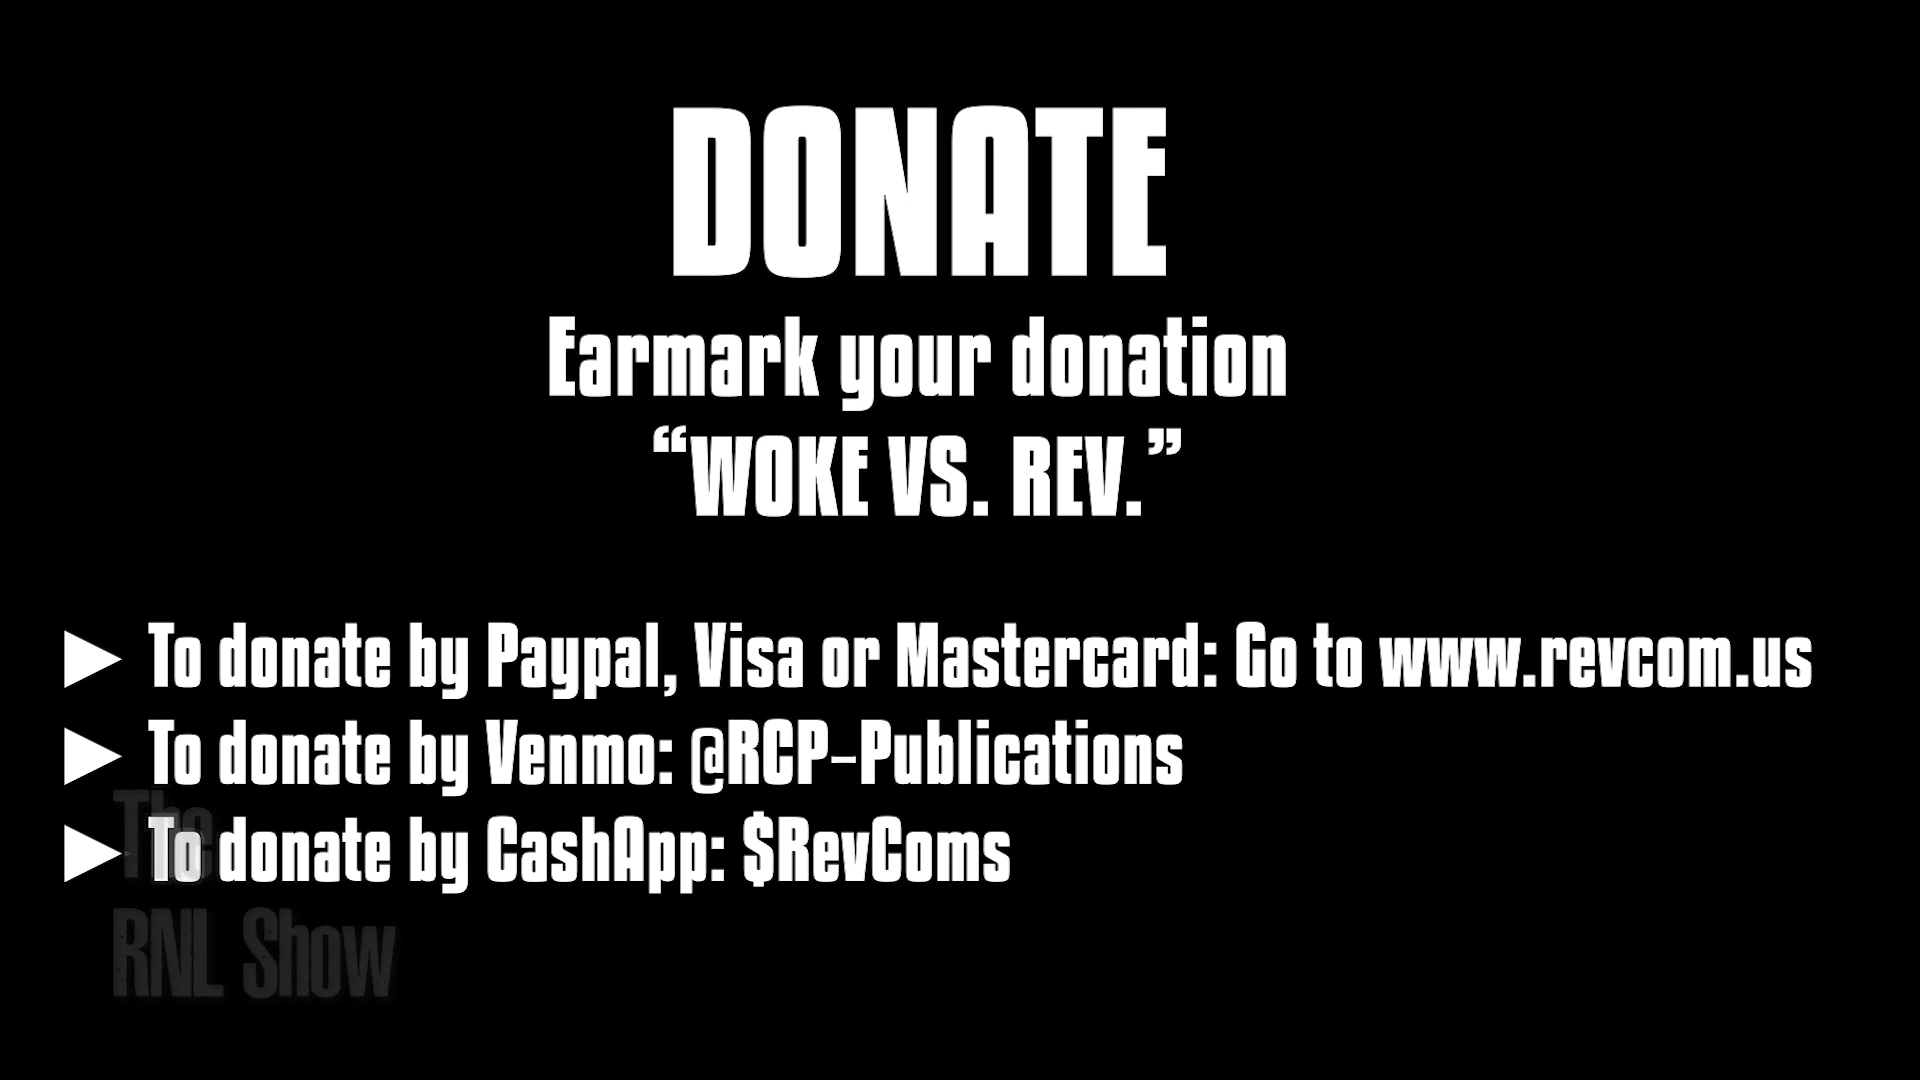 DONATE
Earmark your donation
“WOKE VS. REV.”
► To donate by Paypal, Visa or Mastercard: Go to www.revcom.us
► To donate by Venmo: @RCP-Publications
► To donate by CashApp: $RevComs
The
RNL Show